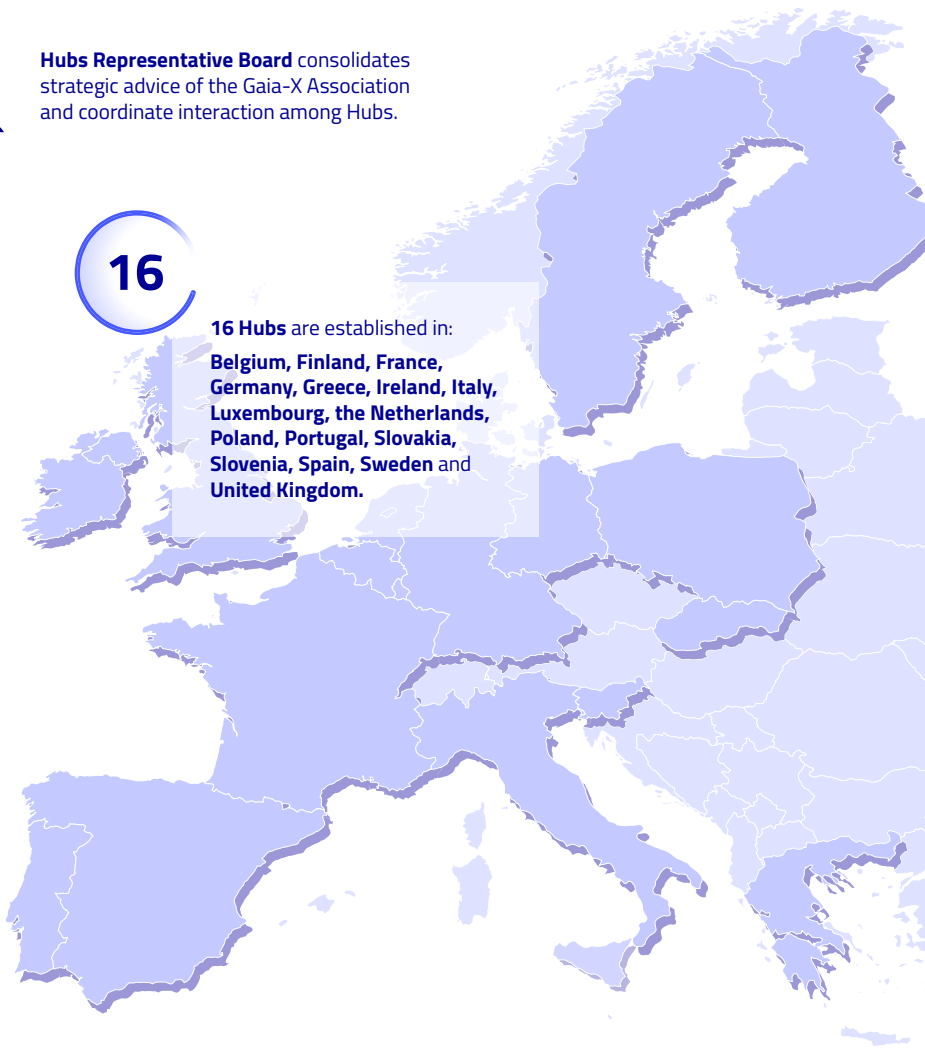 Hubs Representative Board consolidates
strategic advice of the Gaia-X Association
and coordinate interaction among Hubs.
16
16 Hubs are established in:
Belgium, Finland, France,
Germany, Greece, Ireland, Italy,
Luxembourg, the Netherlands,
Poland, Portugal, Slovakia,
Slovenia, Spain, Sweden and
United Kingdom.